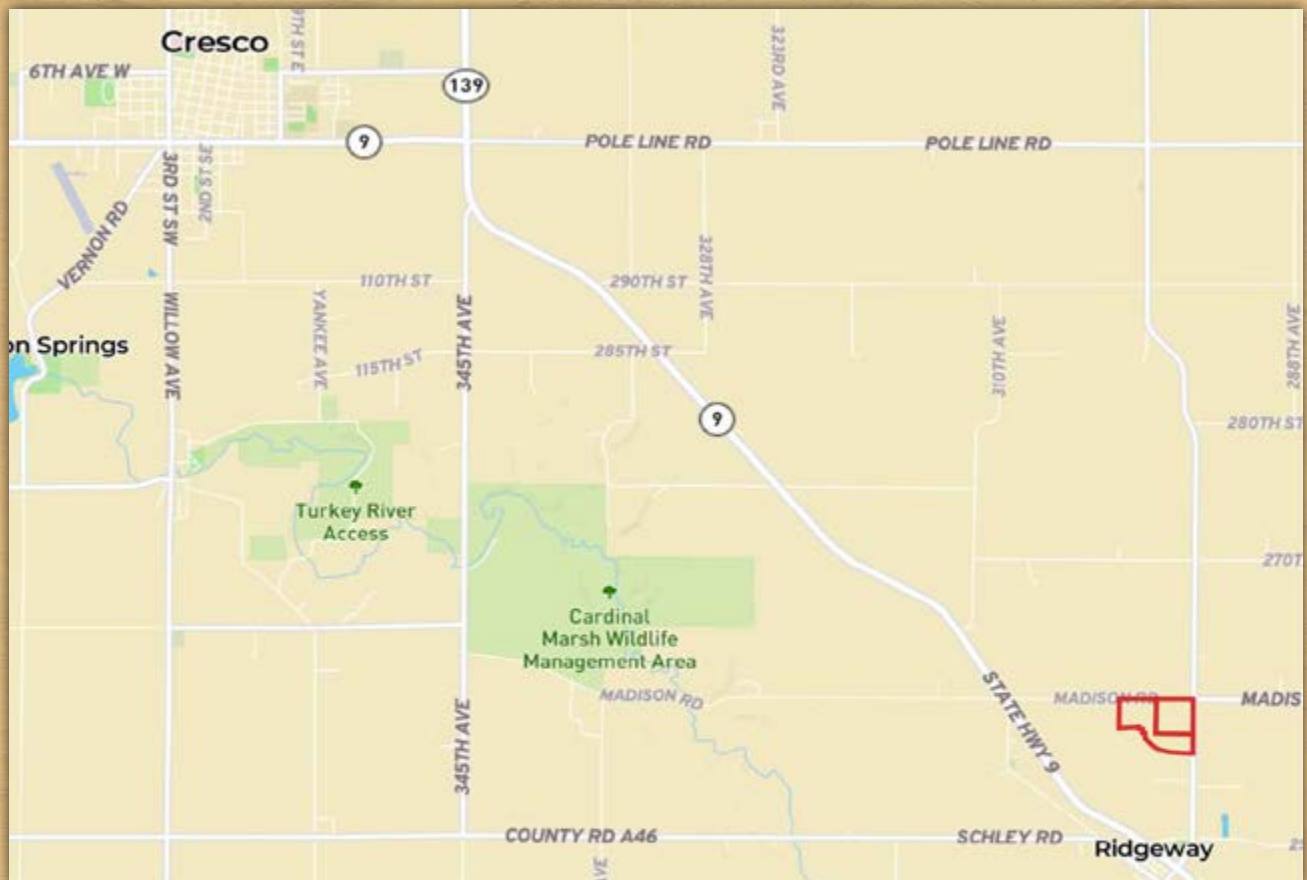 Cresco
9TH ST E
323RD AVE
6TH AVE W
139
9
POLE LINE RD
POLE LINE RD
3RD ST SW
2ND ST SE
VERNON RD
328TH AVE
110TH ST
290TH ST
YANKEE AVE
WILLOW AVE
345TH AVE
310TH AVE
288TH AVE
on Springs
115TH ST
285TH ST
9
280TH ST
Turkey River
Access
270T
Cardinal
Marsh Wildlife
Management Area
MADISON RD
STATE HWY 9
MADISON RD
MADIS
345TH AVE
COUNTY RD A46
SCHLEY RD
Ridgeway
AVE